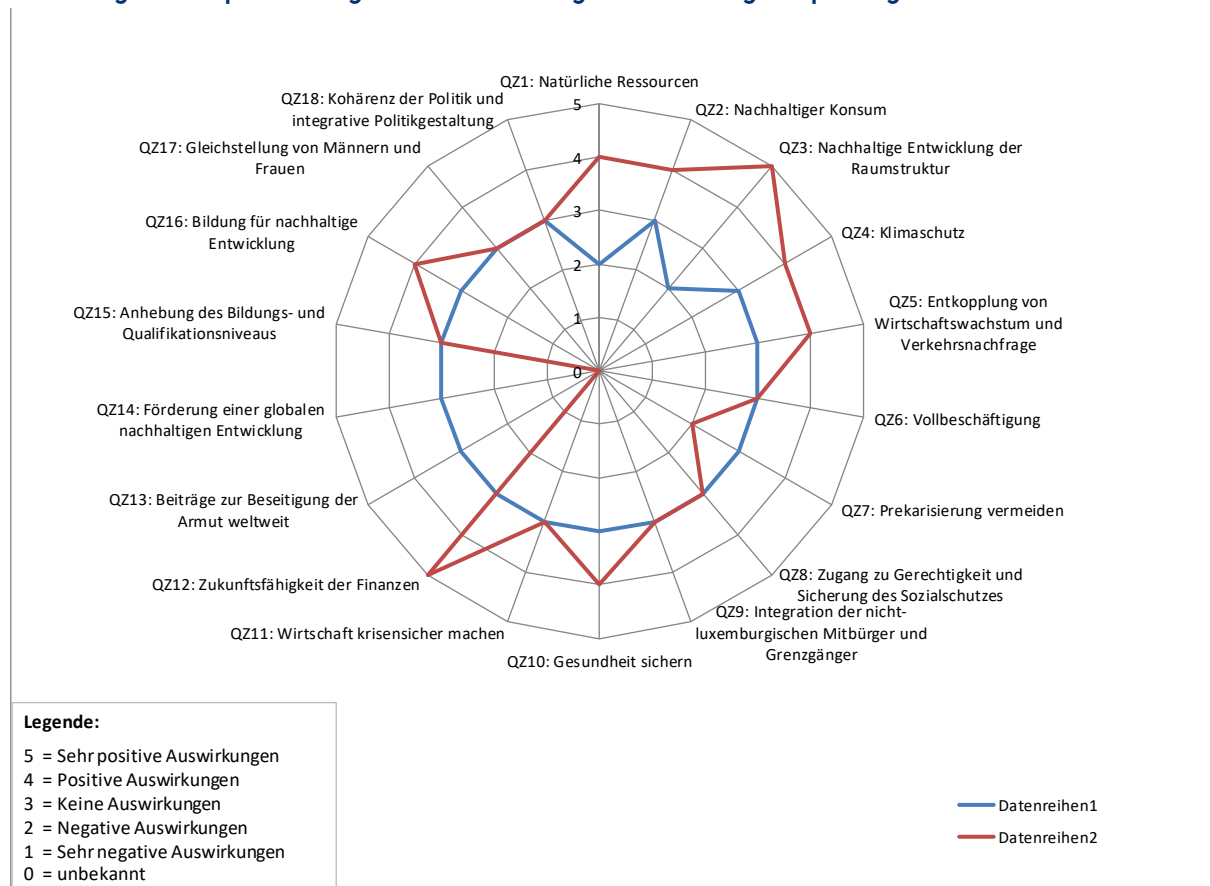 QZ1: Natürliche Ressourcen
QZ2: Nachhaltiger Konsum
QZ3: Nachhaltige Entwicklung der
Raumstruktur
QZ4: Klimaschutz
QZ5: Entkopplung von
Wirtschaftswachstum und
Verkehrsnachfrage
QZ6: Vollbeschäftigung
QZ7: Prekarisierung vermeiden
QZ8: Zugang zu Gerechtigkeit und
Sicherung des Sozialschutzes
QZ9: Integration der nicht-
luxemburgischen Mitbürger und
Grenzgänger
QZ10: Gesundheit sichern
QZ11: Wirtschaft krisensicher machen
QZ12: Zukunftsfähigkeit der Finanzen
QZ13: Beiträge zur Beseitigung der
Armut weltweit
QZ14: Förderung einer globalen
nachhaltigen Entwicklung
QZ15: Anhebung des Bildungs- und
Qualifikationsniveaus
QZ16: Bildung für nachhaltige
Entwicklung
QZ17: Gleichstellung von Männern und
Frauen
QZ18: Kohärenz der Politik und
integrative Politikgestaltung
5
4
3
2
1
0
Legende:
5 = Sehr positive Auswirkungen
4 = Positive Auswirkungen
3 = Keine Auswirkungen
2 = Negative Auswirkungen
1 = Sehr negative Auswirkungen
0 = unbekannt
Datenreihen1
Datenreihen2